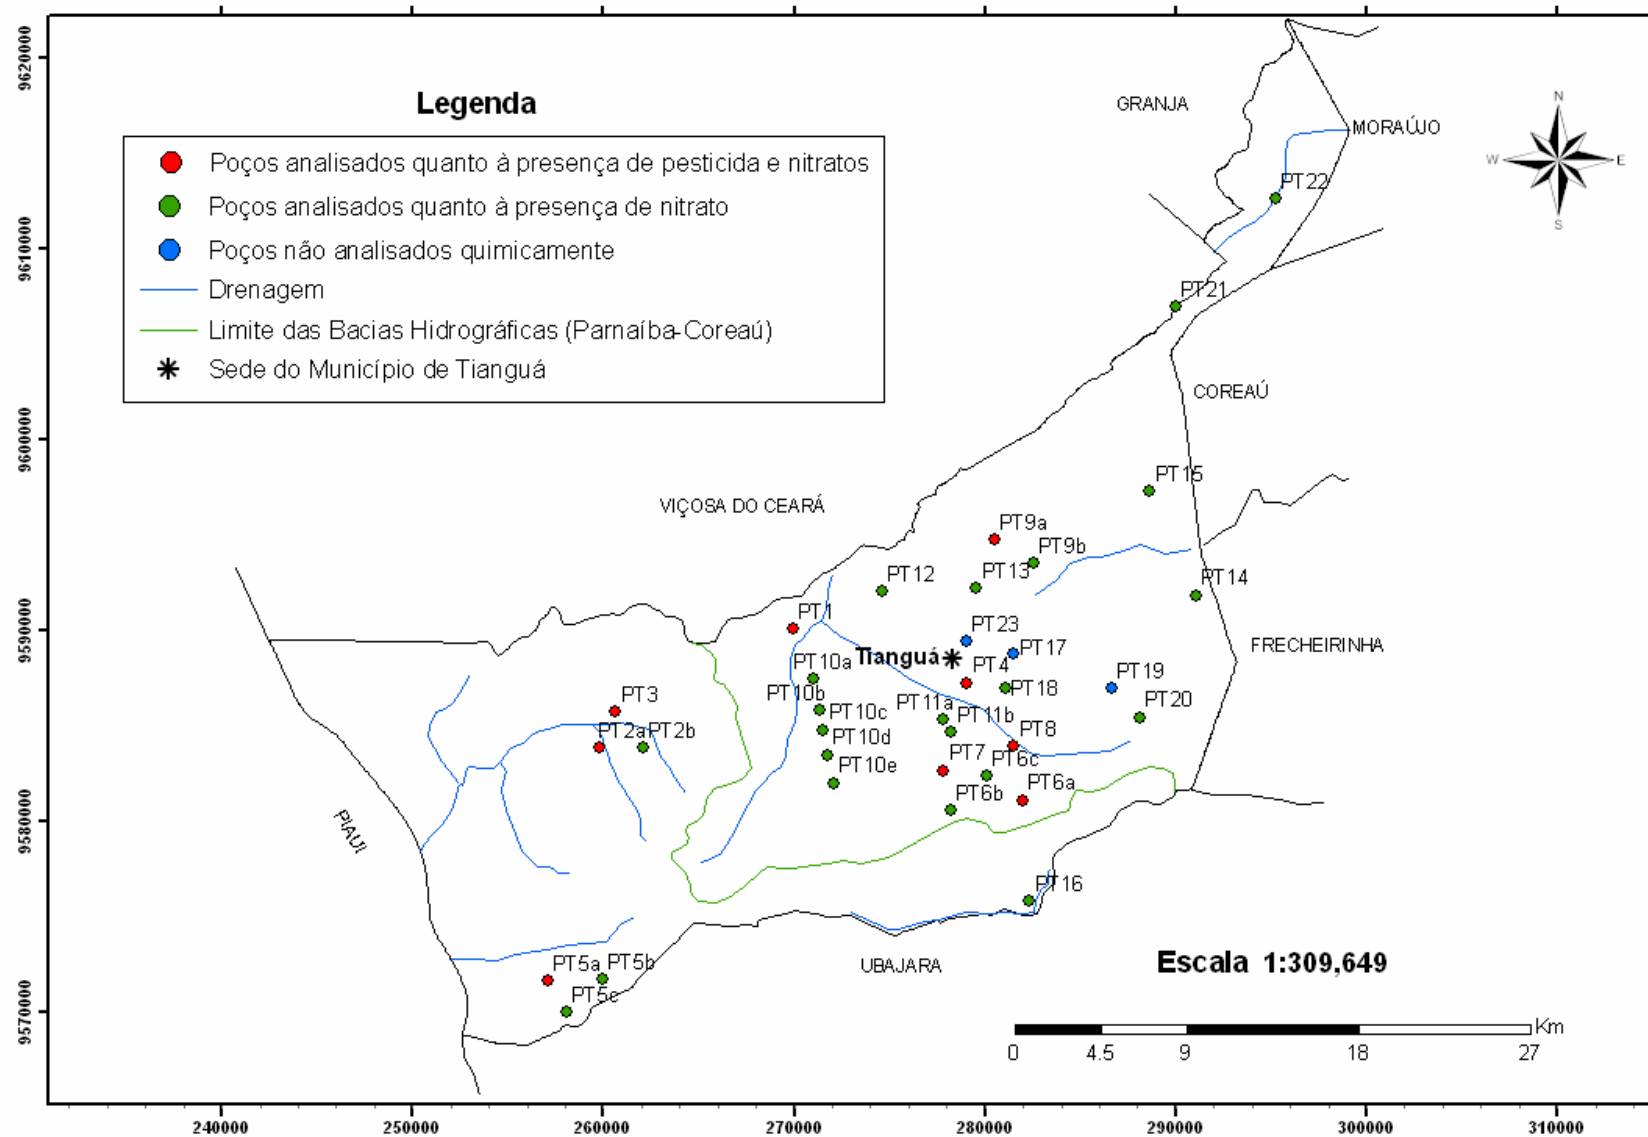 Legenda
Poços analisados quanto à presença de pesticida e nitratos
Poços analisados quanto à presença de nitrato
Poços não analisados quimicamente
Drenagem
Limite das Bacias Hidrográficas (Parnaíba-Coreaú)
Sede do Município de Tianguá
GRANJA
MORAÚJO
N
W
E
S
PT22
PT21
COREAÚ
PT15
VIÇOSA DO CEARÁ
PT9a
PT9b
PT12
PT13
PT14
PT1
PT23
PT17
FRECHEIRINHA
Tianguá
PT4
PT10a
PT19
PT18
PT10b
PT3
PT11a
PT20
PT10c
PT11b
PT2a
PT2b
PT10d
PT8
PT7
PT6c
PT10e
PT6a
PT6b
PIAUI
PT16
PT5a
PT5b
UBAJARA
PT5c
Escala 1:309,649
Km
0
4.5
9
18
27
9620000
9610000
9600000
9590000
9580000
9570000
240000
250000
260000
270000
280000
290000
300000
310000